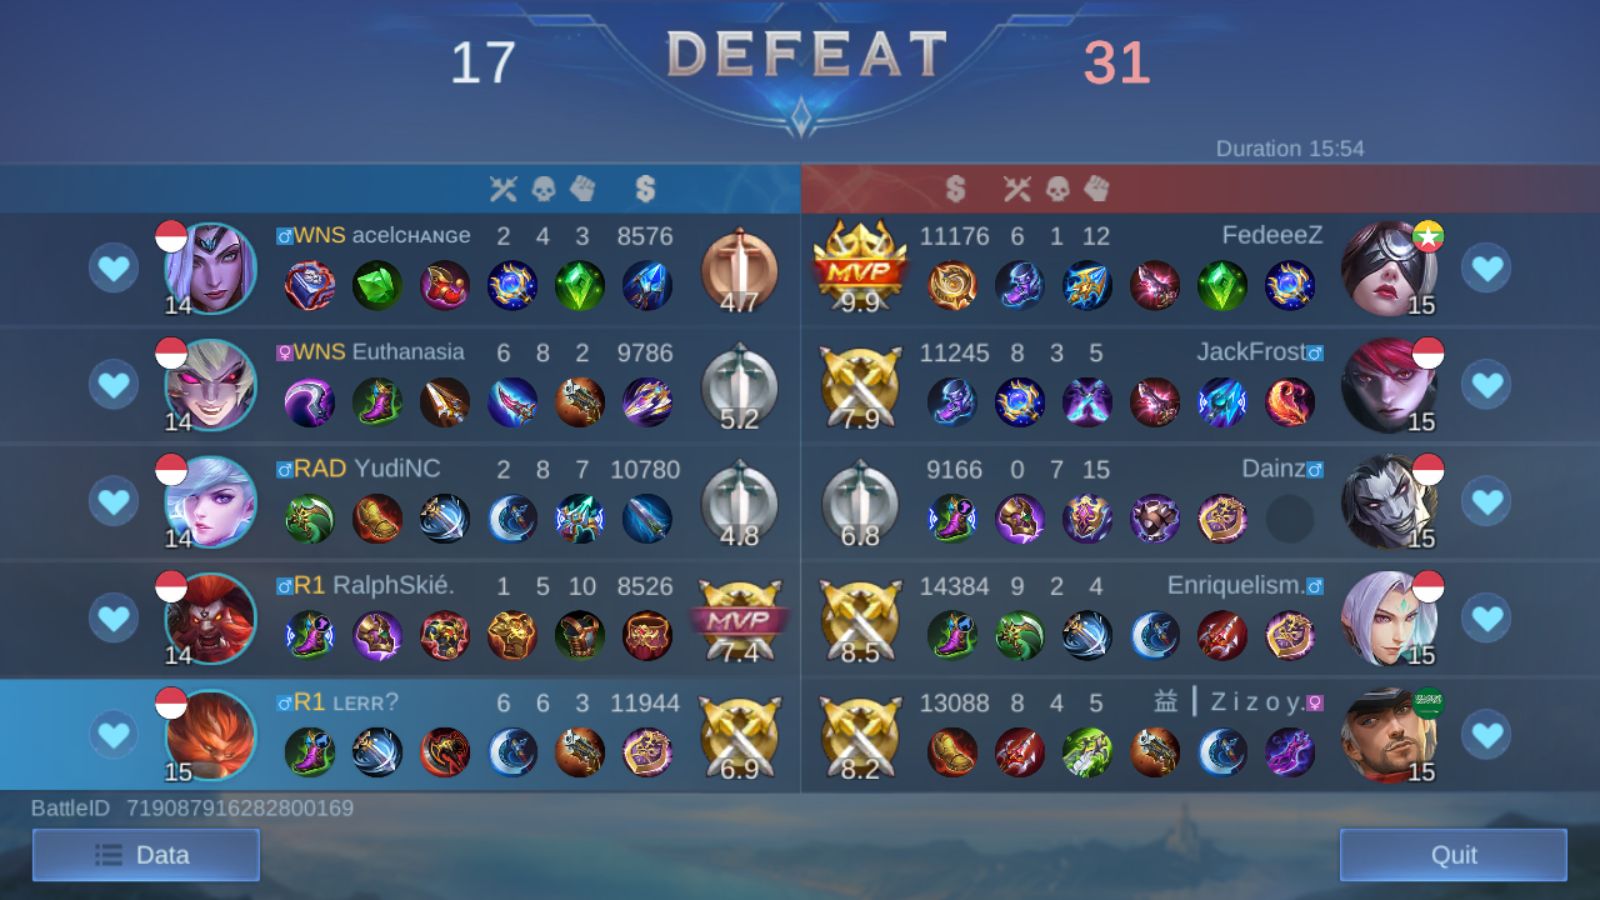 17 DEFEAT 31
Duration 15:54
WNS acelcHANGe 2 4 3 8576
14 4.7
MVP 9.9
11176 6 1 12 FedeeeZ
15
WNS Euthanasia 6 8 2 9786
14 5.2
7.9
11245 8 3 5 JackFrost
15
RAD YudiNC 2 8 7 10780
14 4.8
6.8
9166 0 7 15 Dainz
15
R1 RalphSkié. 1 5 10 8526
14 MVP 7.4
8.5
14384 9 2 4 Enriquelism.
15
R1 LERR? 6 6 3 11944
15 6.9
8.2
13088 8 4 5 益 | Z i z o y.
15
BattleID 719087916282800169
Data
Quit